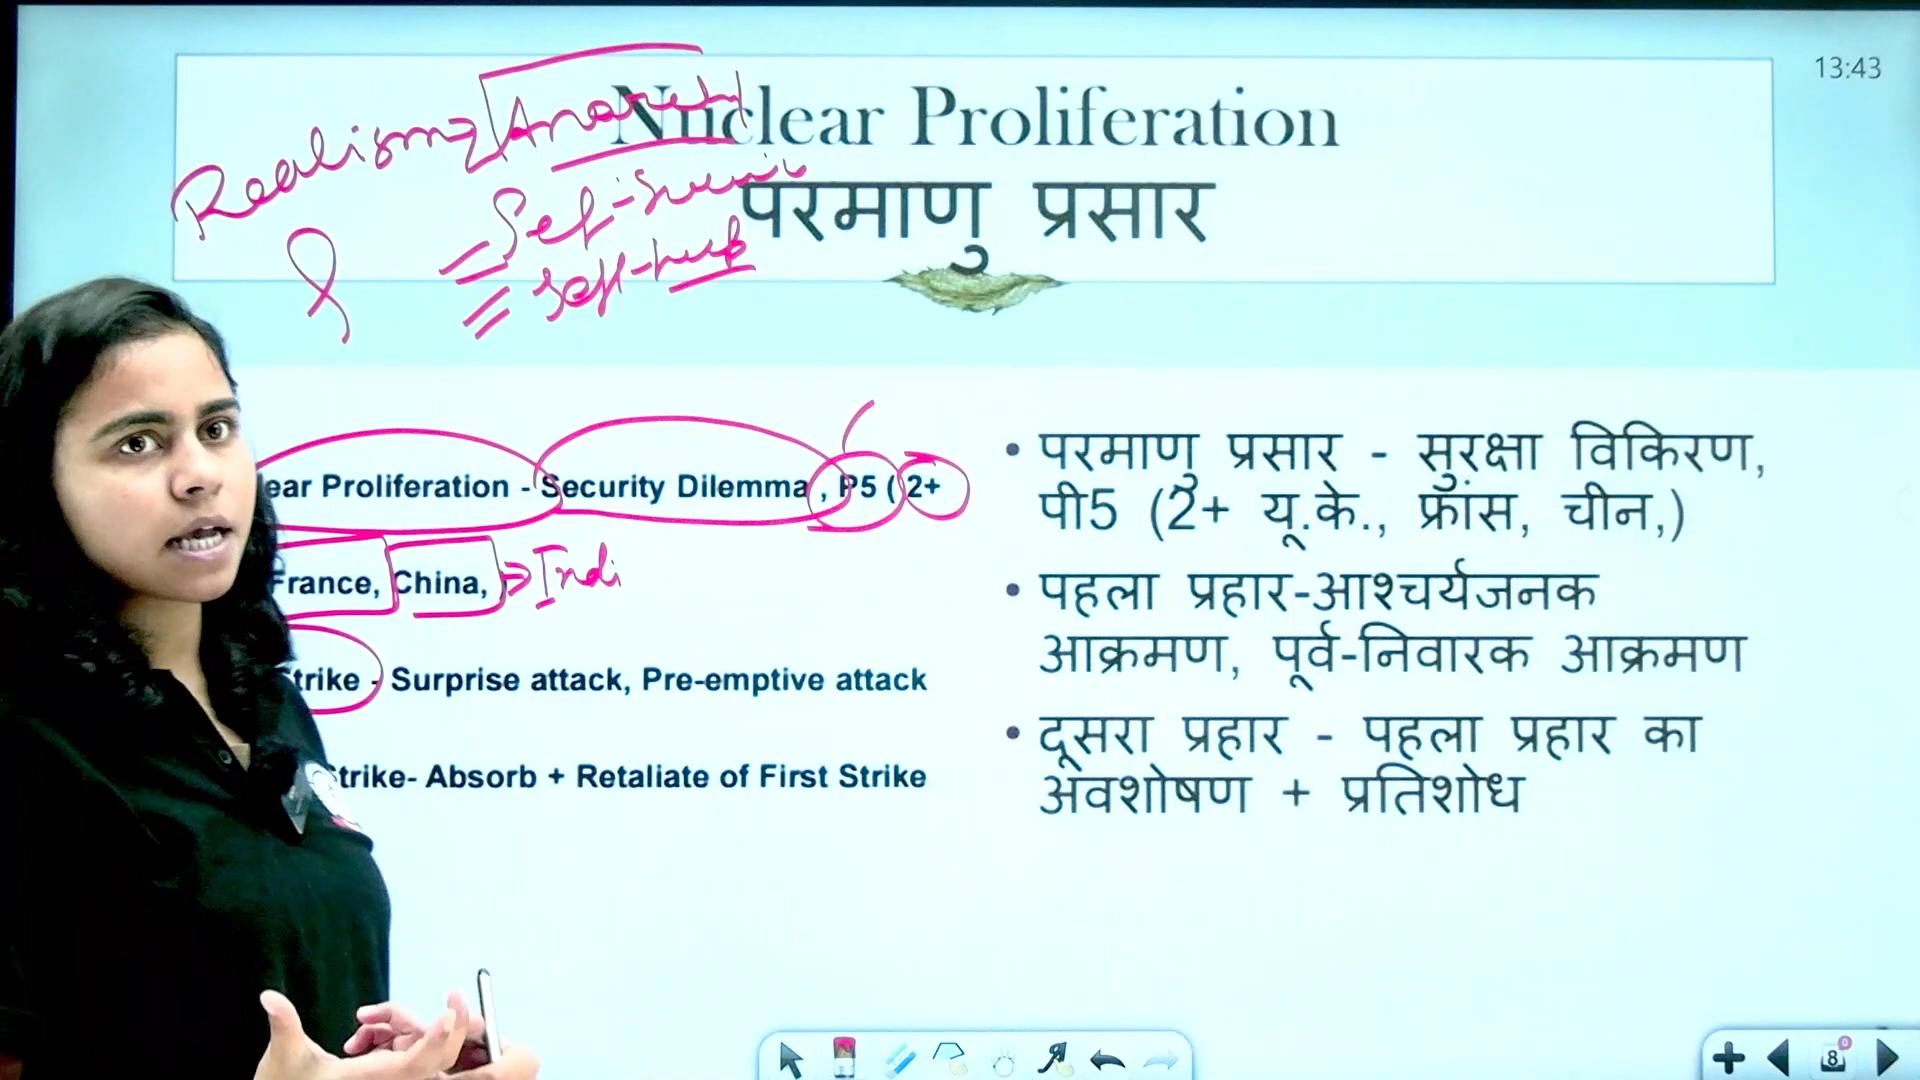 13:43
Nuclear Proliferation
परमाणु प्रसार
Realism
Self-help
ear Proliferation - Security Dilemma , P5 ( 2+
France, China,
Indi
trike - Surprise attack, Pre-emptive attack
trike- Absorb + Retaliate of First Strike
• परमाणु प्रसार - सुरक्षा विकिरण,
पी5 (2+ यू.के., फ्रांस, चीन,)
• पहला प्रहार-आश्चर्यजनक
आक्रमण, पूर्व-निवारक आक्रमण
• दूसरा प्रहार - पहला प्रहार का
अवशोषण + प्रतिशोध
8
0